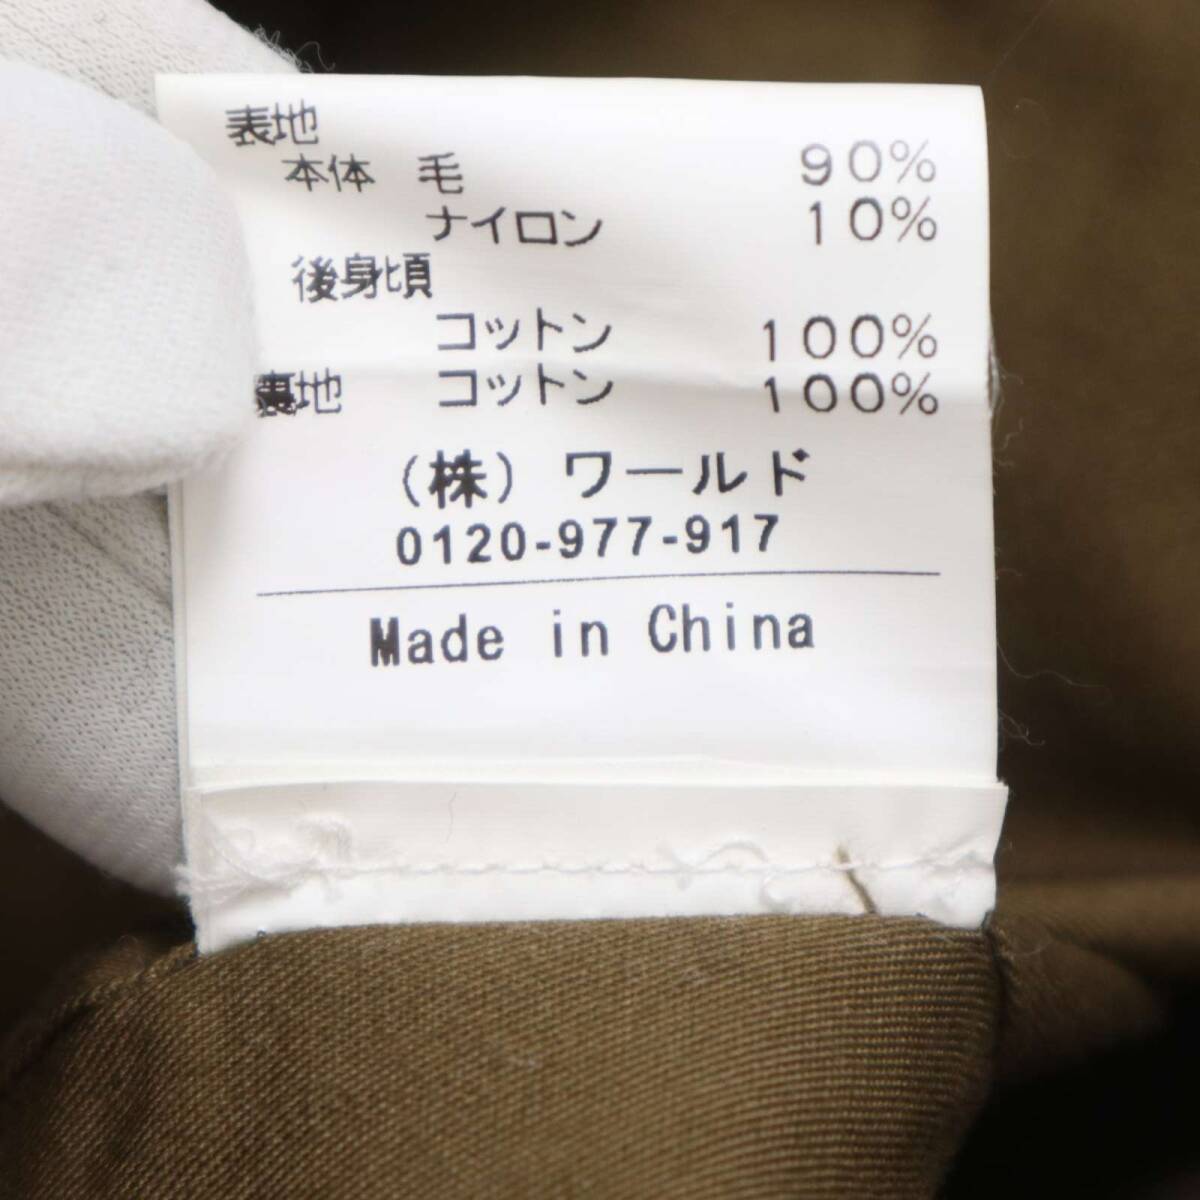 表地
本体 毛 90%
ナイロン 10%
後身頃
コットン 100%
裏地 コットン 100%
(株) ワールド
0120-977-917
Made in China